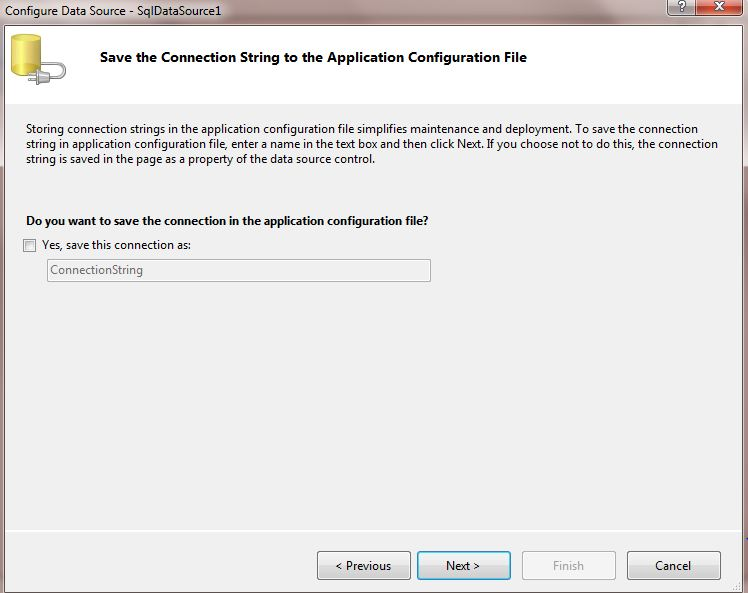 Configure Data Source - SqlDataSource1
Save the Connection String to the Application Configuration File
Storing connection strings in the application configuration file simplifies maintenance and deployment. To save the connection
string in application configuration file, enter a name in the text box and then click Next. If you choose not to do this, the connection
string is saved in the page as a property of the data source control.
Do you want to save the connection in the application configuration file?
Yes, save this connection as:
ConnectionString
< Previous
Next >
Finish
Cancel